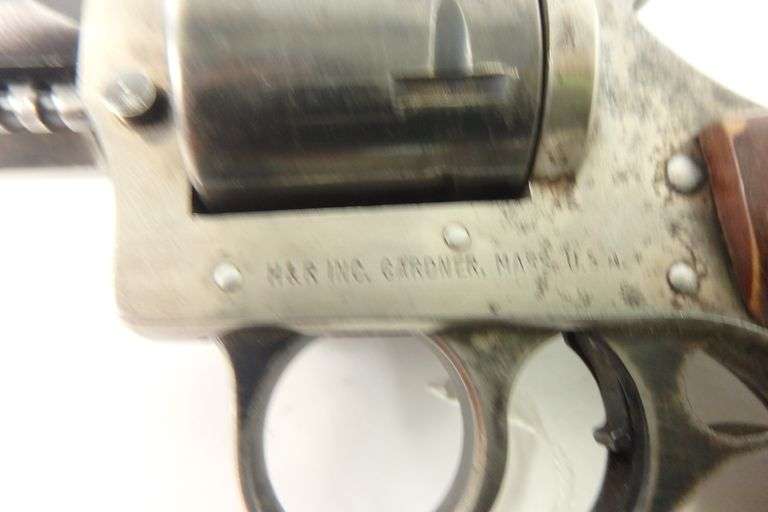 H&R INC. GARDNER, MASS. U.S.A.